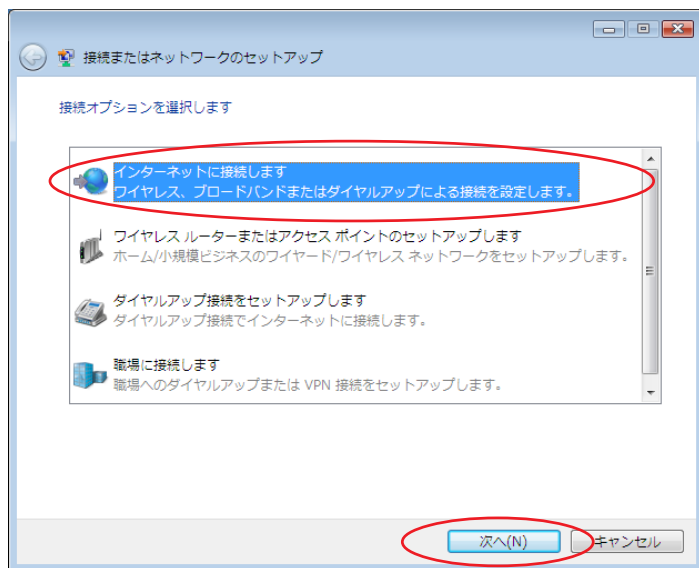 接続またはネットワークのセットアップ
接続オプションを選択します
インターネットに接続します
ワイヤレス、ブロードバンドまたはダイヤルアップによる接続を設定します。
ワイヤレス ルーターまたはアクセス ポイントのセットアップします
ホーム/小規模ビジネスのワイヤード/ワイヤレス ネットワークをセットアップします。
ダイヤルアップ接続をセットアップします
ダイヤルアップ接続でインターネットに接続します。
職場に接続します
職場へのダイヤルアップまたは VPN 接続をセットアップします。
次へ(N) キャンセル